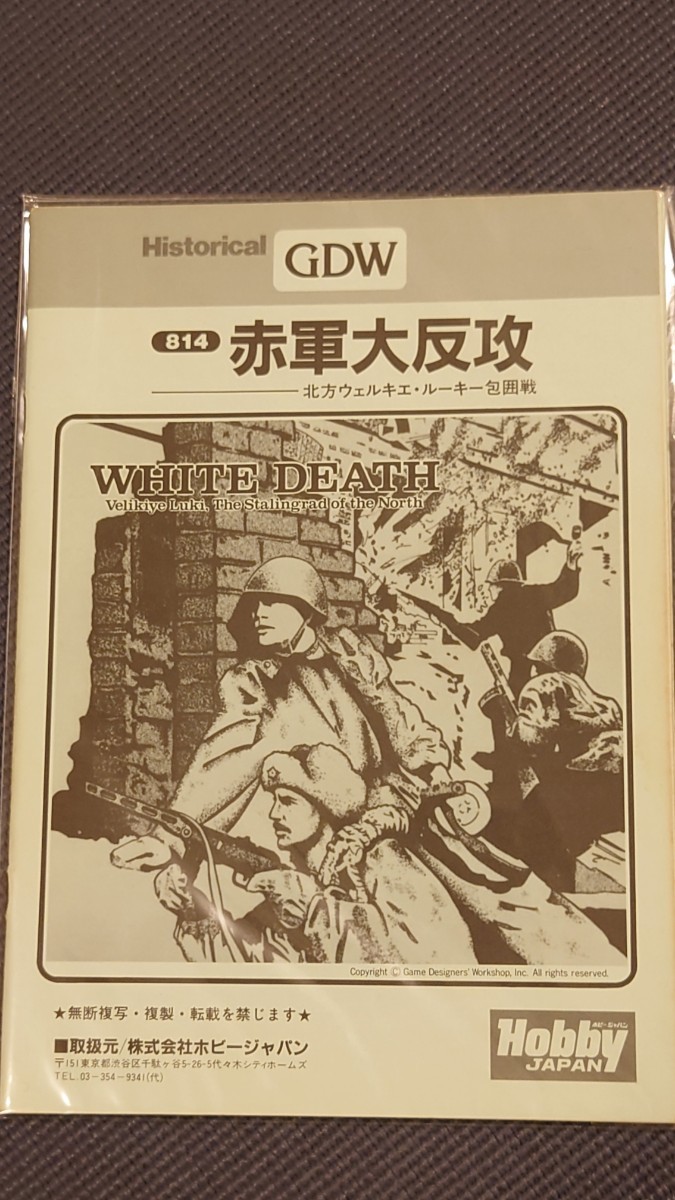 Historical GDW
814 赤軍大反攻
北方ウェルキエ・ルーキー包囲戦
WHITE DEATH
Velikiye Luki, The Stalingrad of the North
Copyright © Game Designers' Workshop, Inc. All rights reserved.
★無断複写・複製・転載を禁じます★
■取扱元/株式会社ホビージャパン
〒151東京都渋谷区千駄ヶ谷5-26-5代々木シティホームズ
TEL.03-354-9341(代)
ホビージャパン
Hobby
JAPAN